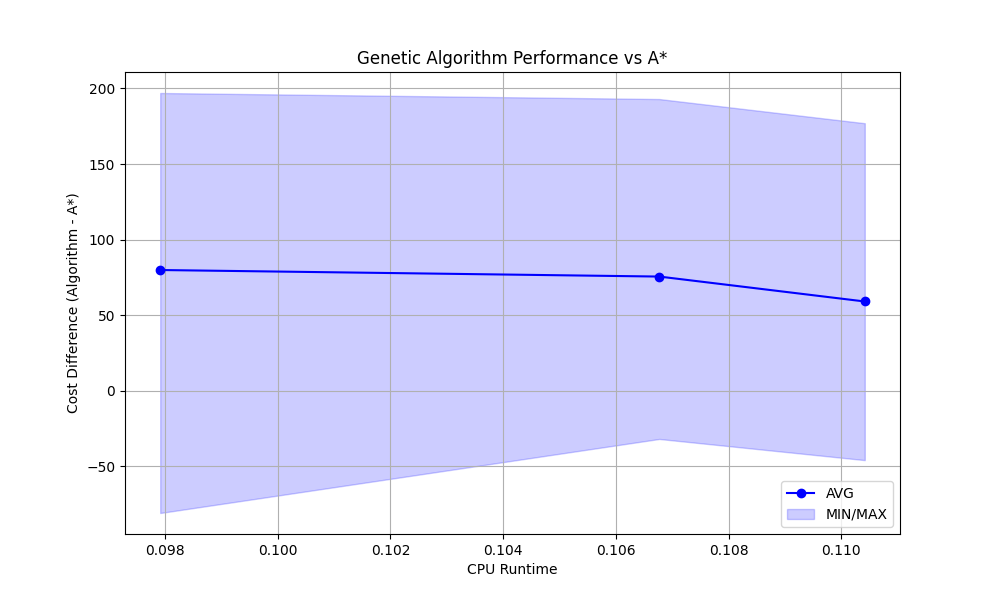 Genetic Algorithm Performance vs A*
Cost Difference (Algorithm - A*)
200
150
100
50
0
−50
0.098 0.100 0.102 0.104 0.106 0.108 0.110
CPU Runtime
AVG
MIN/MAX